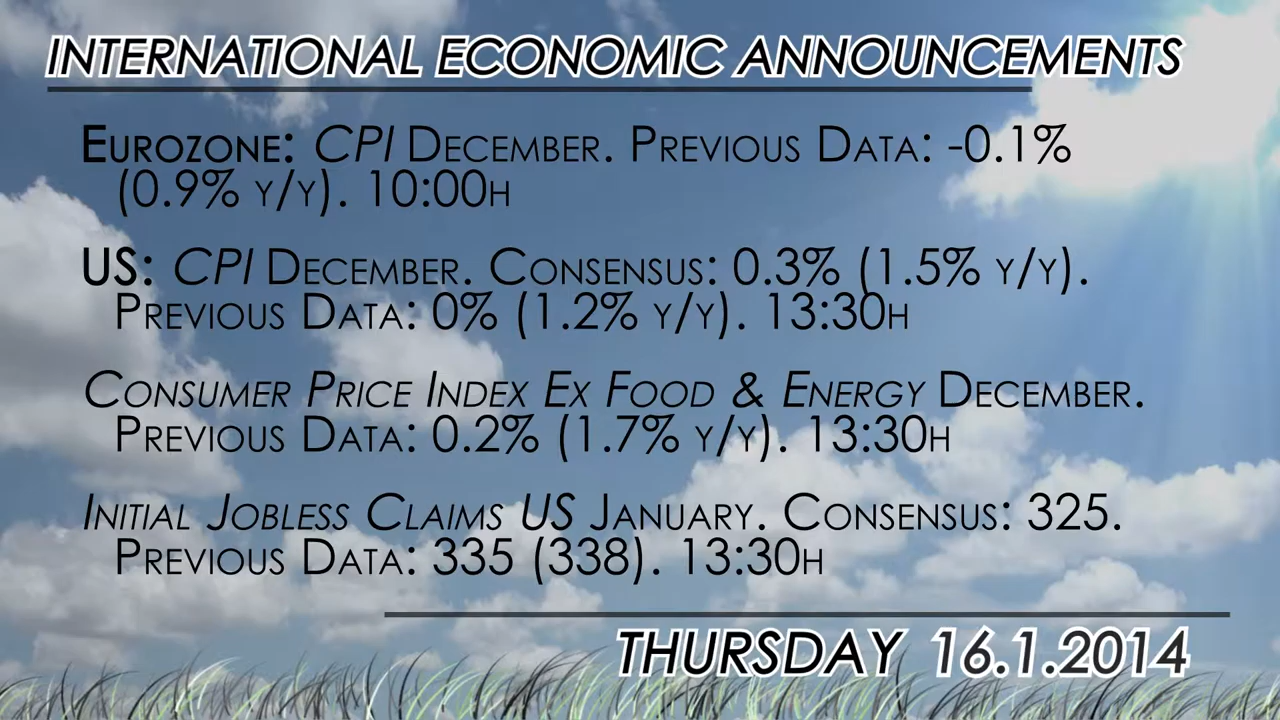 INTERNATIONAL ECONOMIC ANNOUNCEMENTS
EUROZONE: CPI DECEMBER. PREVIOUS DATA: -0.1%
(0.9% Y/Y). 10:00H
US: CPI DECEMBER. CONSENSUS: 0.3% (1.5% Y/Y).
PREVIOUS DATA: 0% (1.2% Y/Y). 13:30H
CONSUMER PRICE INDEX EX FOOD & ENERGY DECEMBER.
PREVIOUS DATA: 0.2% (1.7% Y/Y). 13:30H
INITIAL JOBLESS CLAIMS US JANUARY. CONSENSUS: 325.
PREVIOUS DATA: 335 (338). 13:30H
THURSDAY 16.1.2014